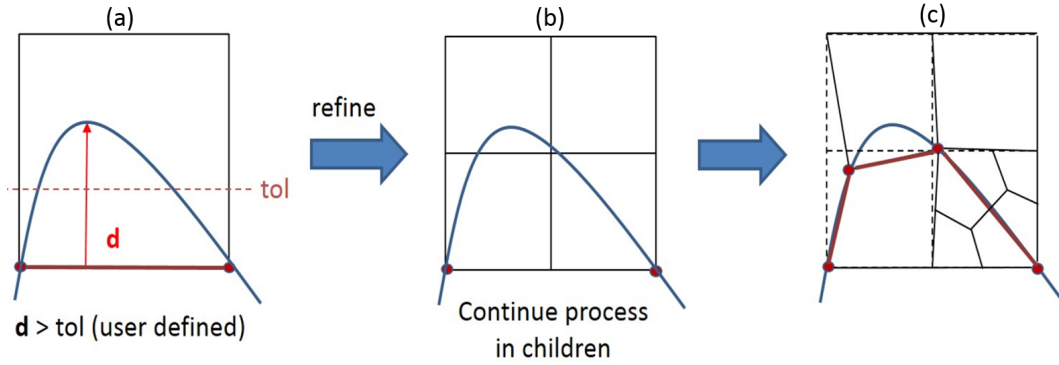 (a)
(b)
(c)
refine
tol
d
d > tol (user defined)
Continue process
in children